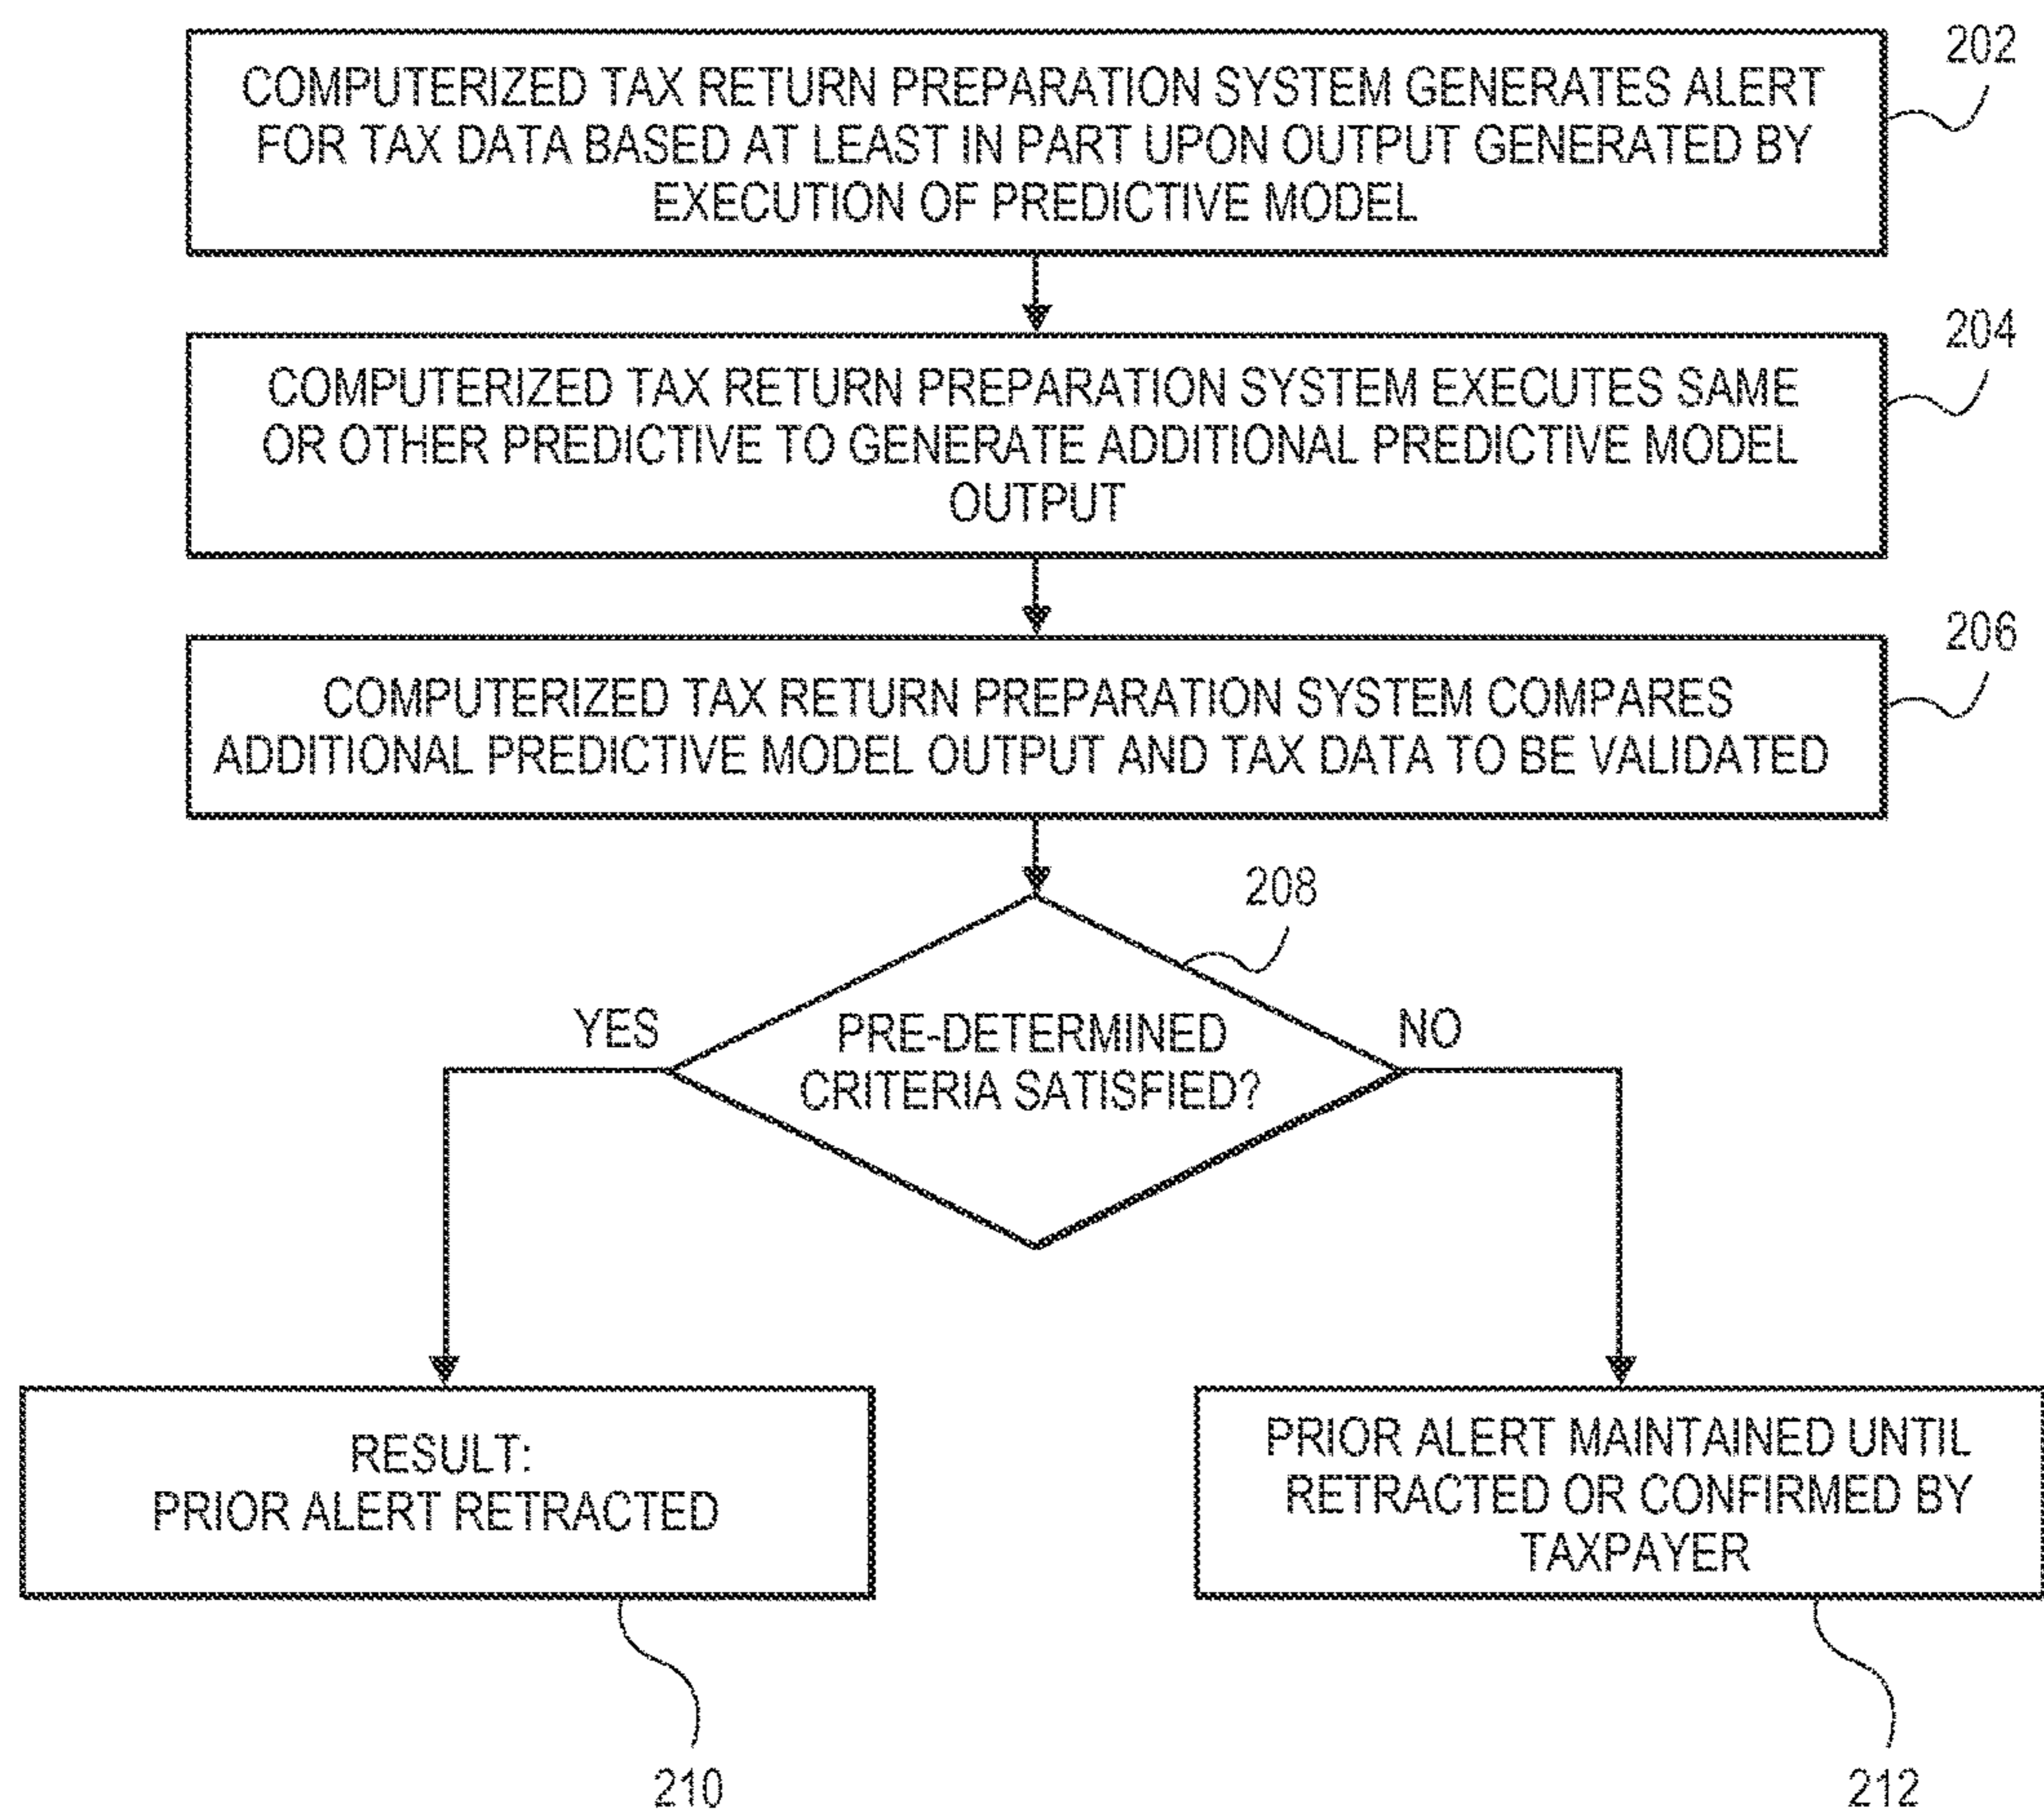 202
COMPUTERIZED TAX RETURN PREPARATION SYSTEM GENERATES ALERT
FOR TAX DATA BASED AT LEAST IN PART UPON OUTPUT GENERATED BY
EXECUTION OF PREDICTIVE MODEL
204
COMPUTERIZED TAX RETURN PREPARATION SYSTEM EXECUTES SAME
OR OTHER PREDICTIVE TO GENERATE ADDITIONAL PREDICTIVE MODEL
OUTPUT
206
COMPUTERIZED TAX RETURN PREPARATION SYSTEM COMPARES
ADDITIONAL PREDICTIVE MODEL OUTPUT AND TAX DATA TO BE VALIDATED
208
YES
PRE-DETERMINED
CRITERIA SATISFIED?
NO
RESULT:
PRIOR ALERT RETRACTED
PRIOR ALERT MAINTAINED UNTIL
RETRACTED OR CONFIRMED BY
TAXPAYER
210
212